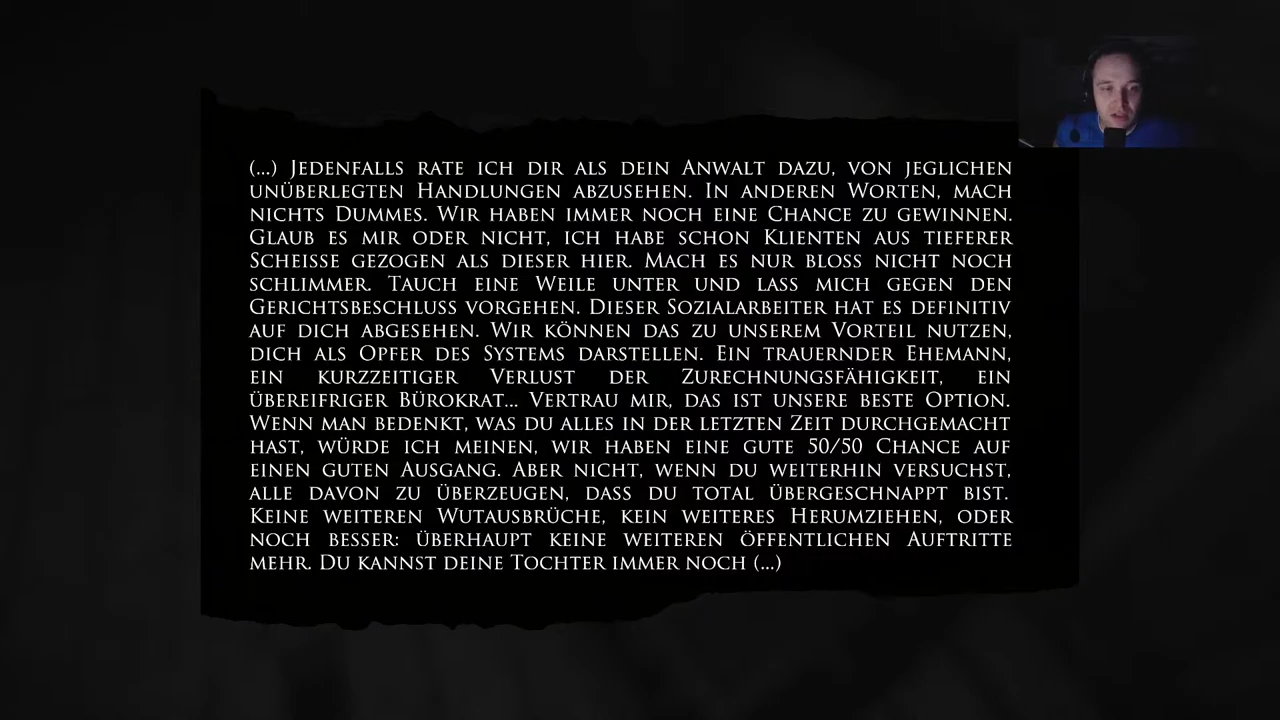 (...) Jedenfalls rate ich dir als dein Anwalt dazu, von jeglichen
unüberlegten Handlungen abzusehen. In anderen Worten, mach
nichts Dummes. Wir haben immer noch eine Chance zu gewinnen.
Glaub es mir oder nicht, ich habe schon Klienten aus tieferer
Scheisse gezogen als dieser hier. Mach es nur bloss nicht noch
schlimmer. Tauch eine Weile unter und lass mich gegen den
Gerichtsbeschluss vorgehen. Dieser Sozialarbeiter hat es definitiv
auf dich abgesehen. Wir können das zu unserem Vorteil nutzen,
dich als Opfer des Systems darstellen. Ein trauernder Ehemann,
ein kurzzeitiger Verlust der Zurechnungsfähigkeit, ein
übereifriger Bürokrat... Vertrau mir, das ist unsere beste Option.
Wenn man bedenkt, was du alles in der letzten Zeit durchgemacht
hast, würde ich meinen, wir haben eine gute 50/50 Chance auf
einen guten Ausgang. Aber nicht, wenn du weiterhin versuchst,
alle davon zu überzeugen, dass du total übergeschnappt bist.
Keine weiteren Wutausbrüche, kein weiteres Herumziehen, oder
noch besser: überhaupt keine weiteren öffentlichen Auftritte
mehr. Du kannst deine Tochter immer noch (...)